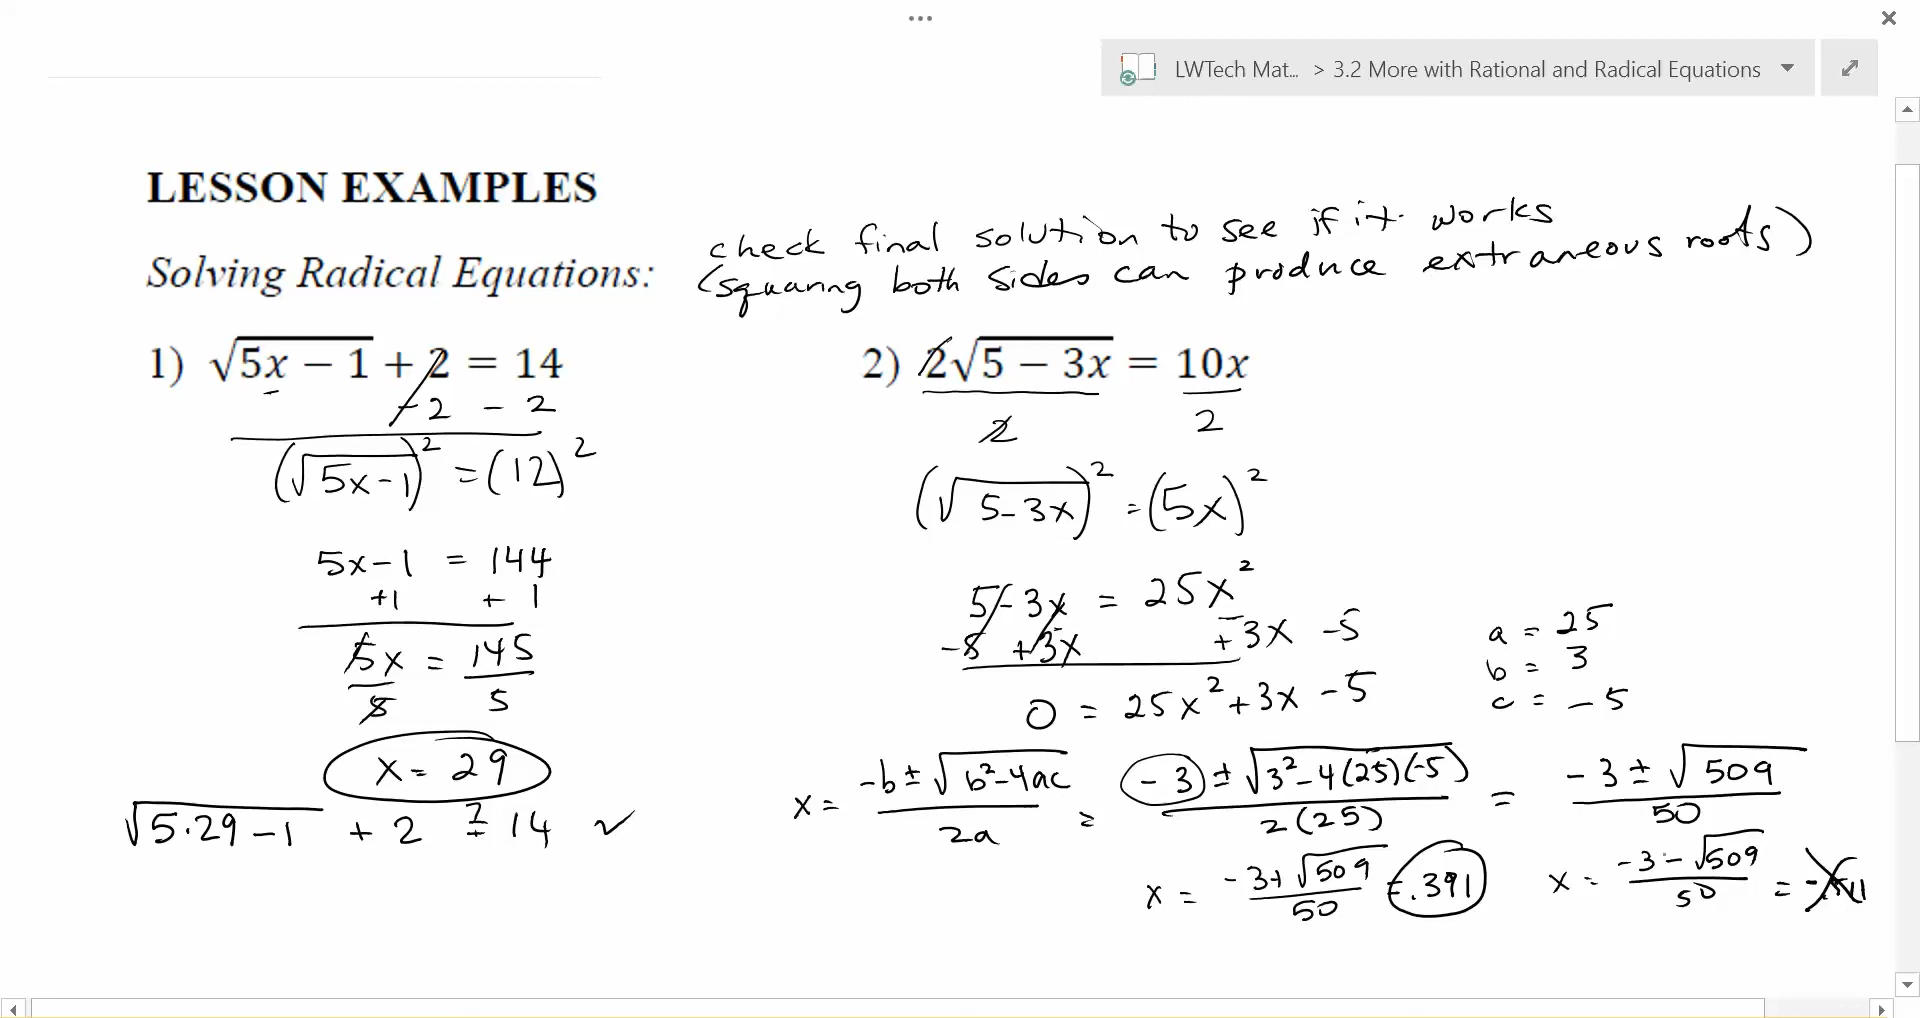 LWTech Mat... > 3.2 More with Rational and Radical Equations
LESSON EXAMPLES
check final solution to see if it works
Solving Radical Equations: (squaring both sides can produce extraneous roots)
1) √(5x − 1) + 2 = 14
-2 - 2
(√(5x-1))² = (12)²
5x-1 = 144
+1 + 1
5x = 145
5 5
x = 29
√(5·29-1) + 2 ?= 14 ✓
2) 2√(5 − 3x) = 10x
2 2
(√(5-3x))² = (5x)²
5-3x = 25x²
-5 +3x +3x -5
0 = 25x² + 3x - 5
a = 25
b = 3
c = -5
x = (-b ± √(b²-4ac))/(2a) = (-3 ± √(3²-4(25)(-5)))/(2(25)) = (-3 ± √509)/50
x = (-3+√509)/50 = .391
x = (-3-√509)/50 =